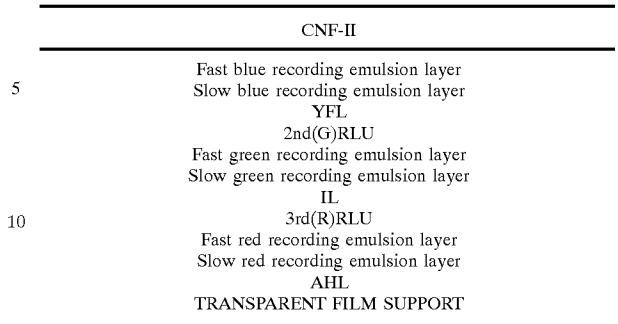 CNF-II
Fast blue recording emulsion layer
5
Slow blue recording emulsion layer
YFL
2nd(G)RLU
Fast green recording emulsion layer
Slow green recording emulsion layer
IL
10
3rd(R)RLU
Fast red recording emulsion layer
Slow red recording emulsion layer
AHL
TRANSPARENT FILM SUPPORT